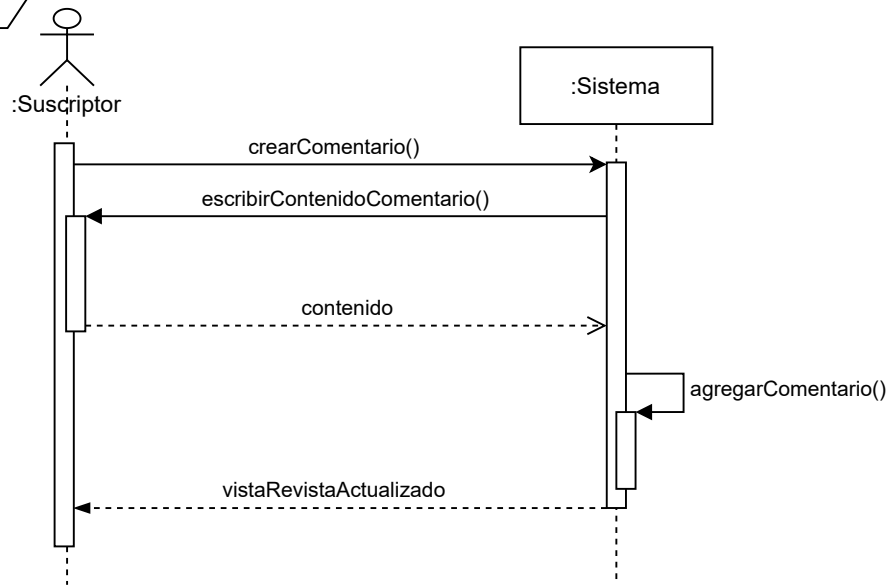 :Suscriptor
:Sistema
crearComentario()
escribirContenidoComentario()
contenido
agregarComentario()
vistaRevistaActualizado